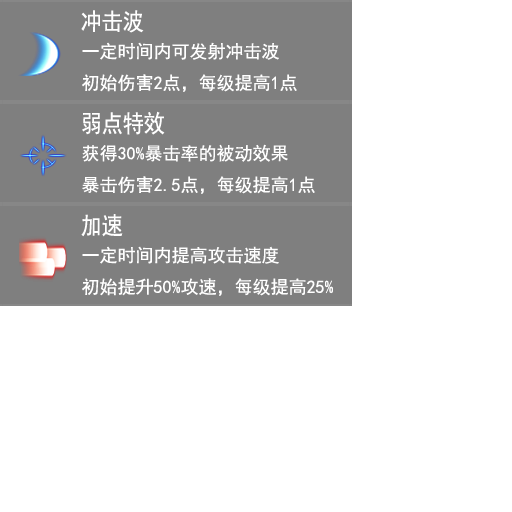 冲击波
一定时间内可发射冲击波
初始伤害2点，每级提高1点
弱点特效
获得30%暴击率的被动效果
暴击伤害2.5点，每级提高1点
加速
一定时间内提高攻击速度
初始提升50%攻速，每级提高25%